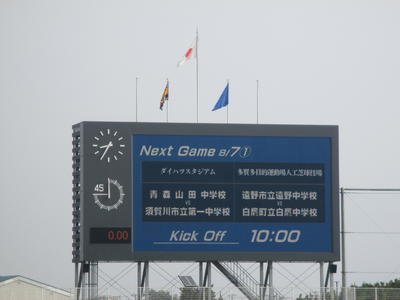 Next Game 8/7①
ダイハツスタジアム
青森山田中学校
vs
須賀川市立第一中学校
多賀多目的運動場人工芝球技場
遠野市立遠野中学校
vs
白鷹町立白鷹中学校
Kick Off 10:00
45
0.00